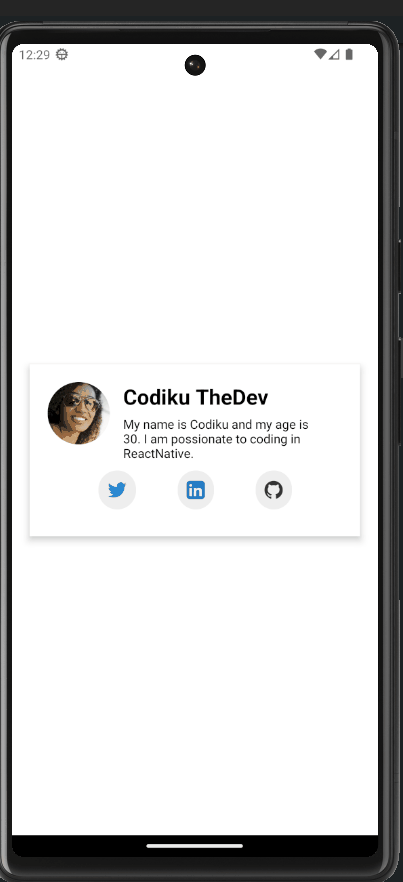 12:29
Codiku TheDev
My name is Codiku and my age is
30. I am possionate to coding in
ReactNative.
in